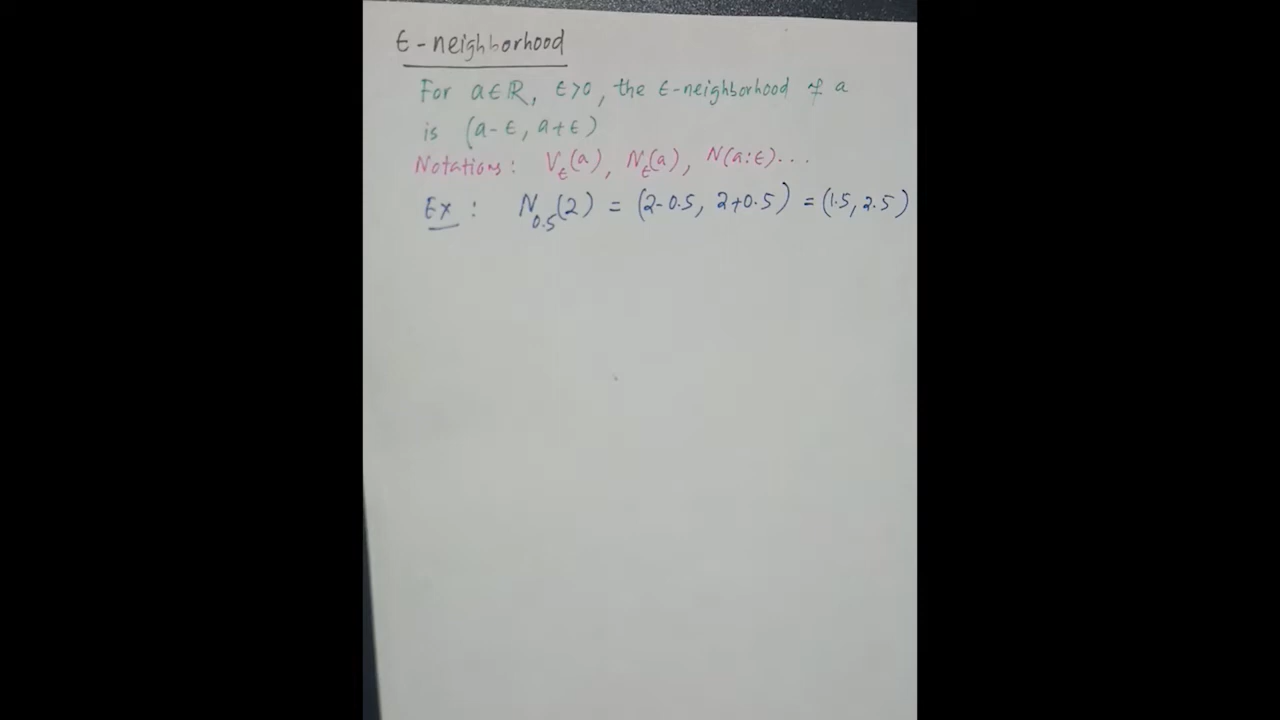 ϵ-neighborhood
For a∈ℝ, ϵ>0, the ϵ-neighborhood of a
is (a-ϵ, a+ϵ)
Notations: V_ϵ(a), N_ϵ(a), N(a:ϵ)...
Ex: N_0.5(2) = (2-0.5, 2+0.5) = (1.5, 2.5)